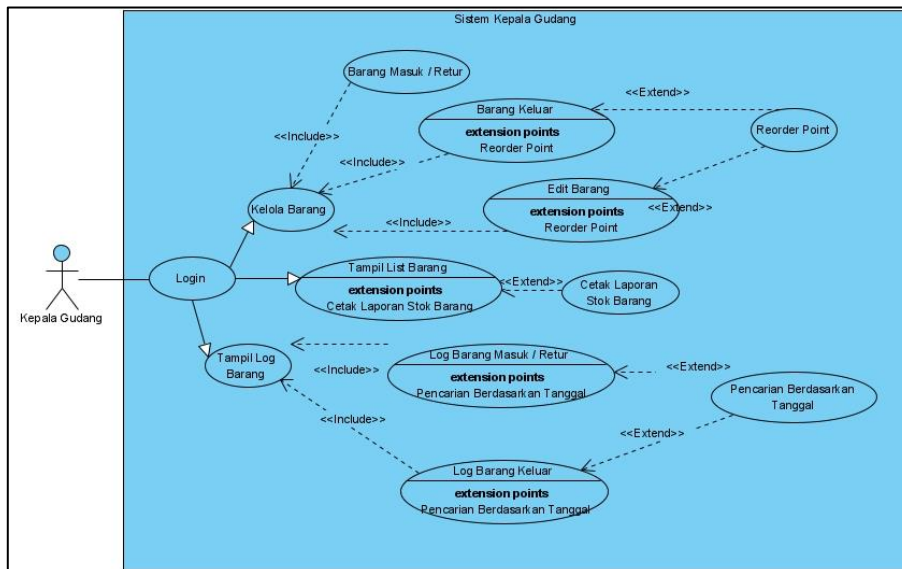 Sistem Kepala Gudang
Barang Masuk / Retur
<<Extend>>
Barang Keluar
extension points
Reorder Point
Reorder Point
<<Include>>
<<Include>>
Edit Barang
extension points
Reorder Point
<<Extend>>
Kelola Barang
<<Include>>
Login
Kepala Gudang
Tampil List Barang
extension points
Cetak Laporan Stok Barang
<<Extend>>
Cetak Laporan
Stok Barang
Tampil Log
Barang
<<Include>>
Log Barang Masuk / Retur
extension points
Pencarian Berdasarkan Tanggal
<<Extend>>
Pencarian Berdasarkan
Tanggal
<<Include>>
<<Extend>>
Log Barang Keluar
extension points
Pencarian Berdasarkan Tanggal